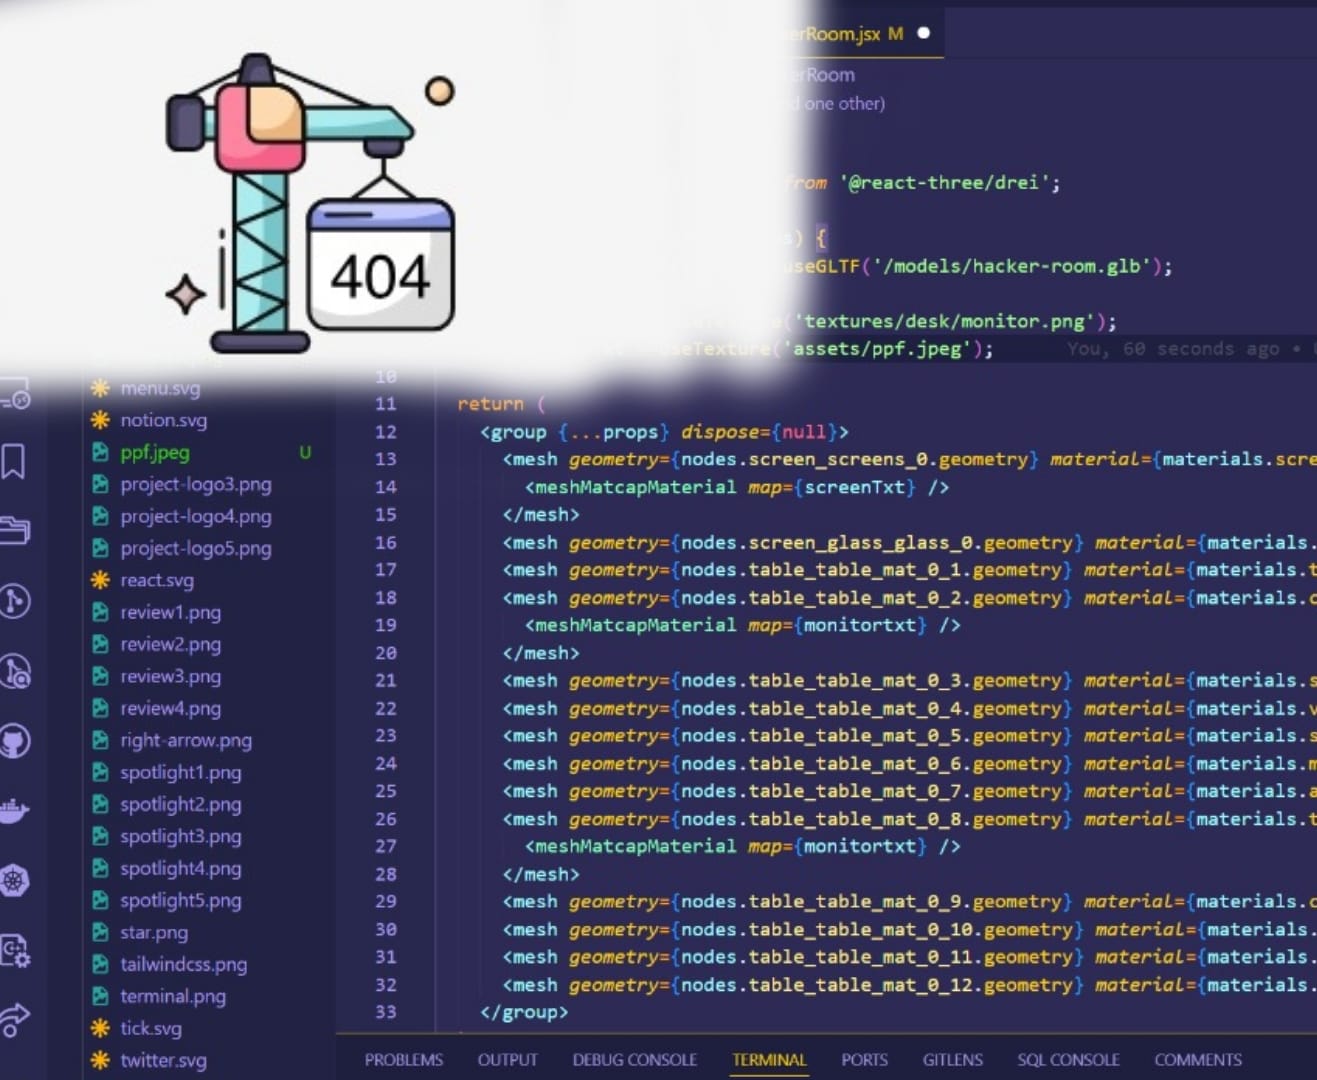 404
erRoom.jsx M
erRoom
d one other)
from '@react-three/drei';
s) {
useGLTF('/models/hacker-room.glb');
('textures/desk/monitor.png');
useTexture('assets/ppf.jpeg'); You, 60 seconds ago •
menu.svg
notion.svg
ppf.jpeg U
project-logo3.png
project-logo4.png
project-logo5.png
react.svg
review1.png
review2.png
review3.png
review4.png
right-arrow.png
spotlight1.png
spotlight2.png
spotlight3.png
spotlight4.png
spotlight5.png
star.png
tailwindcss.png
terminal.png
tick.svg
twitter.svg
10
11 return (
12 <group {...props} dispose={null}>
13 <mesh geometry={nodes.screen_screens_0.geometry} material={materials.scre
14 <meshMatcapMaterial map={screenTxt} />
15 </mesh>
16 <mesh geometry={nodes.screen_glass_glass_0.geometry} material={materials.
17 <mesh geometry={nodes.table_table_mat_0_1.geometry} material={materials.t
18 <mesh geometry={nodes.table_table_mat_0_2.geometry} material={materials.c
19 <meshMatcapMaterial map={monitortxt} />
20 </mesh>
21 <mesh geometry={nodes.table_table_mat_0_3.geometry} material={materials.s
22 <mesh geometry={nodes.table_table_mat_0_4.geometry} material={materials.v
23 <mesh geometry={nodes.table_table_mat_0_5.geometry} material={materials.s
24 <mesh geometry={nodes.table_table_mat_0_6.geometry} material={materials.m
25 <mesh geometry={nodes.table_table_mat_0_7.geometry} material={materials.a
26 <mesh geometry={nodes.table_table_mat_0_8.geometry} material={materials.t
27 <meshMatcapMaterial map={monitortxt} />
28 </mesh>
29 <mesh geometry={nodes.table_table_mat_0_9.geometry} material={materials.c
30 <mesh geometry={nodes.table_table_mat_0_10.geometry} material={materials.
31 <mesh geometry={nodes.table_table_mat_0_11.geometry} material={materials.
32 <mesh geometry={nodes.table_table_mat_0_12.geometry} material={materials.
33 </group>
PROBLEMS OUTPUT DEBUG CONSOLE TERMINAL PORTS GITLENS SQL CONSOLE COMMENTS